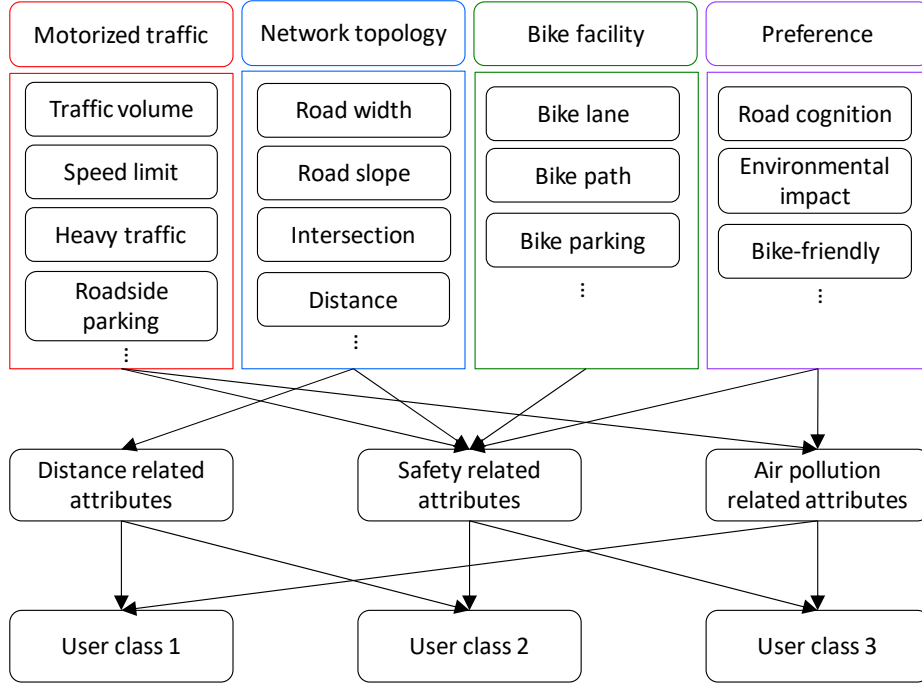 Motorized traffic
Network topology
Bike facility
Preference
Traffic volume
Speed limit
Heavy traffic
Roadside
parking
...
Road width
Road slope
Intersection
Distance
...
Bike lane
Bike path
Bike parking
...
Road cognition
Environmental
impact
Bike-friendly
...
Distance related
attributes
Safety related
attributes
Air pollution
related attributes
User class 1
User class 2
User class 3